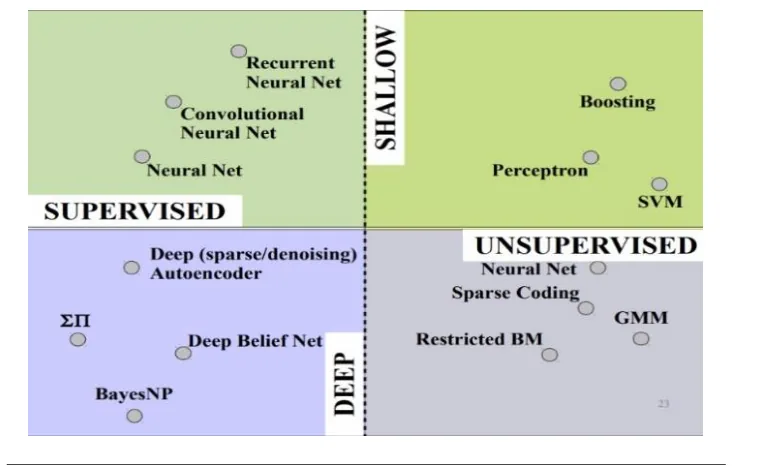 Recurrent
Neural Net
Convolutional
Neural Net
Neural Net
SUPERVISED
SHALLOW
Boosting
Perceptron
SVM
UNSUPERVISED
Deep (sparse/denoising)
Autoencoder
ΣΠ
Deep Belief Net
BayesNP
DEEP
Neural Net
Sparse Coding
GMM
Restricted BM
23